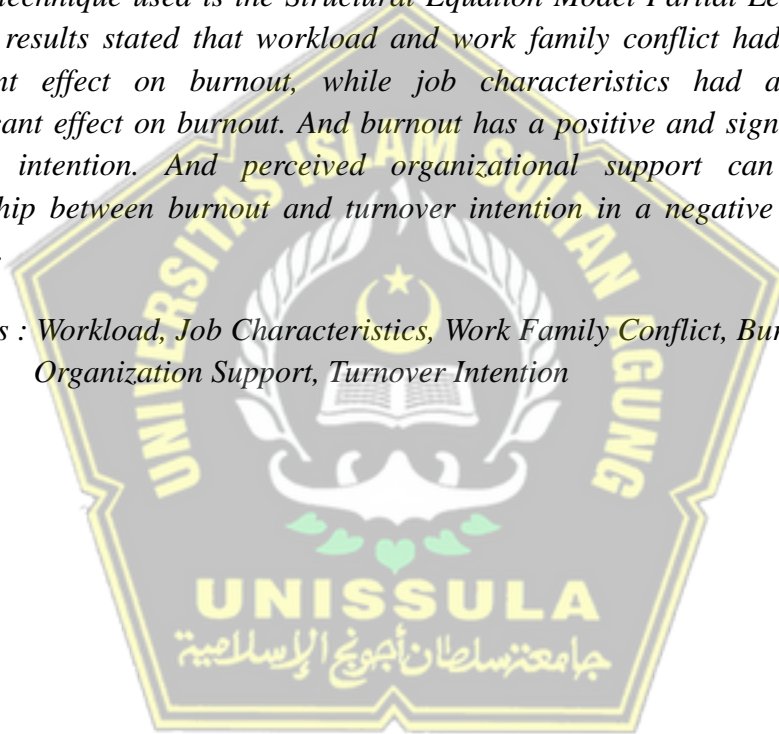 technique used is the Structural Equation Model Partial Le
results stated that workload and work family conflict had
nt effect on burnout, while job characteristics had a
cant effect on burnout. And burnout has a positive and sign
intention. And perceived organizational support can
hip between burnout and turnover intention in a negative
s : Workload, Job Characteristics, Work Family Conflict, Bur
Organization Support, Turnover Intention
UNIVERSITAS ISLAM SULTAN AGUNG
UNISSULA
جامعة سلطان أجونج الإسلامية